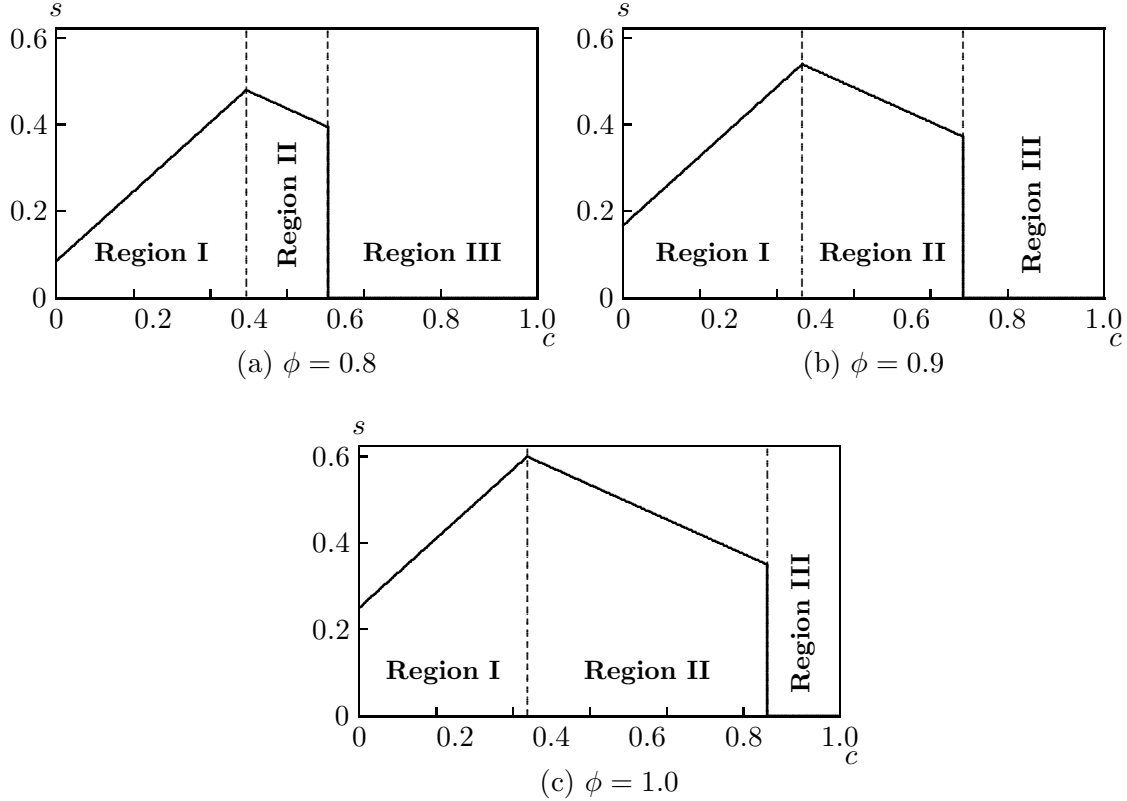 s
0.6
0.4
0.2
0
Region I
Region II
Region III
0 0.2 0.4 0.6 0.8 1.0
c
(a) ϕ = 0.8
s
0.6
0.4
0.2
0
Region I
Region II
Region III
0 0.2 0.4 0.6 0.8 1.0
c
(b) ϕ = 0.9
s
0.6
0.4
0.2
0
Region I
Region II
Region III
0 0.2 0.4 0.6 0.8 1.0
c
(c) ϕ = 1.0